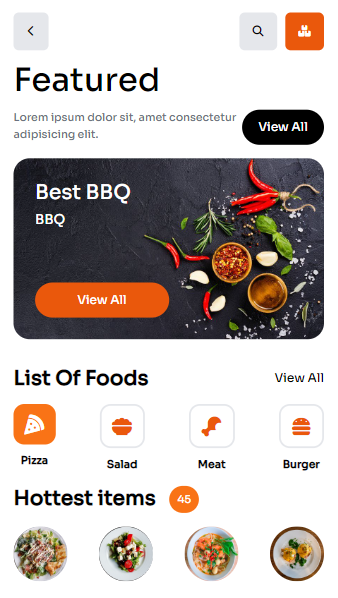 Featured
Lorem ipsum dolor sit, amet consectetur
adipisicing elit.
View All
Best BBQ
BBQ
View All
List Of Foods
View All
Pizza
Salad
Meat
Burger
Hottest items
45